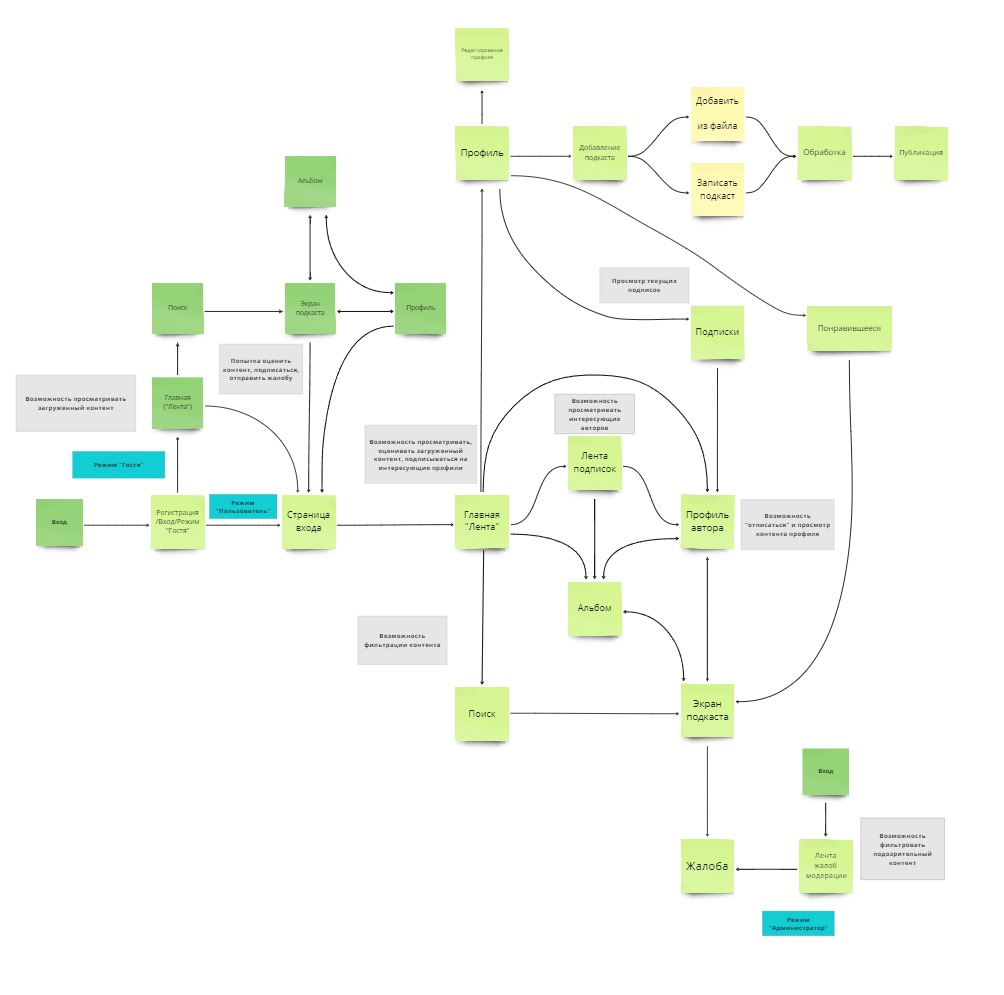 Редактирование
профиля
Профиль
Добавление
подкаста
Добавить
из файла
Записать
подкаст
Обработка
Публикация
Альбом
Поиск
Экран
подкаста
Профиль
Просмотр текущих
подписок
Подписки
Понравившееся
Попытка оценить
контент, подписаться,
отправить жалобу
Возможность просматривать
загруженный контент
Главная
("Лента")
Возможность
просматривать
интересующих
авторов
Возможность просматривать,
оценивать загруженный
контент, подписываться на
интересующие профили
Лента
подписок
Режим "Гостя"
Режим
"Пользователь"
Вход
Регистрация
/Вход/Режим
"Гостя"
Страница
входа
Главная
"Лента"
Профиль
автора
Возможность
"отписаться" и просмотр
контента профиля
Альбом
Возможность
фильтрации контента
Поиск
Экран
подкаста
Вход
Жалоба
Лента
жалоб
модерации
Возможность
фильтровать
подозрительный
контент
Режим
"Администратор"